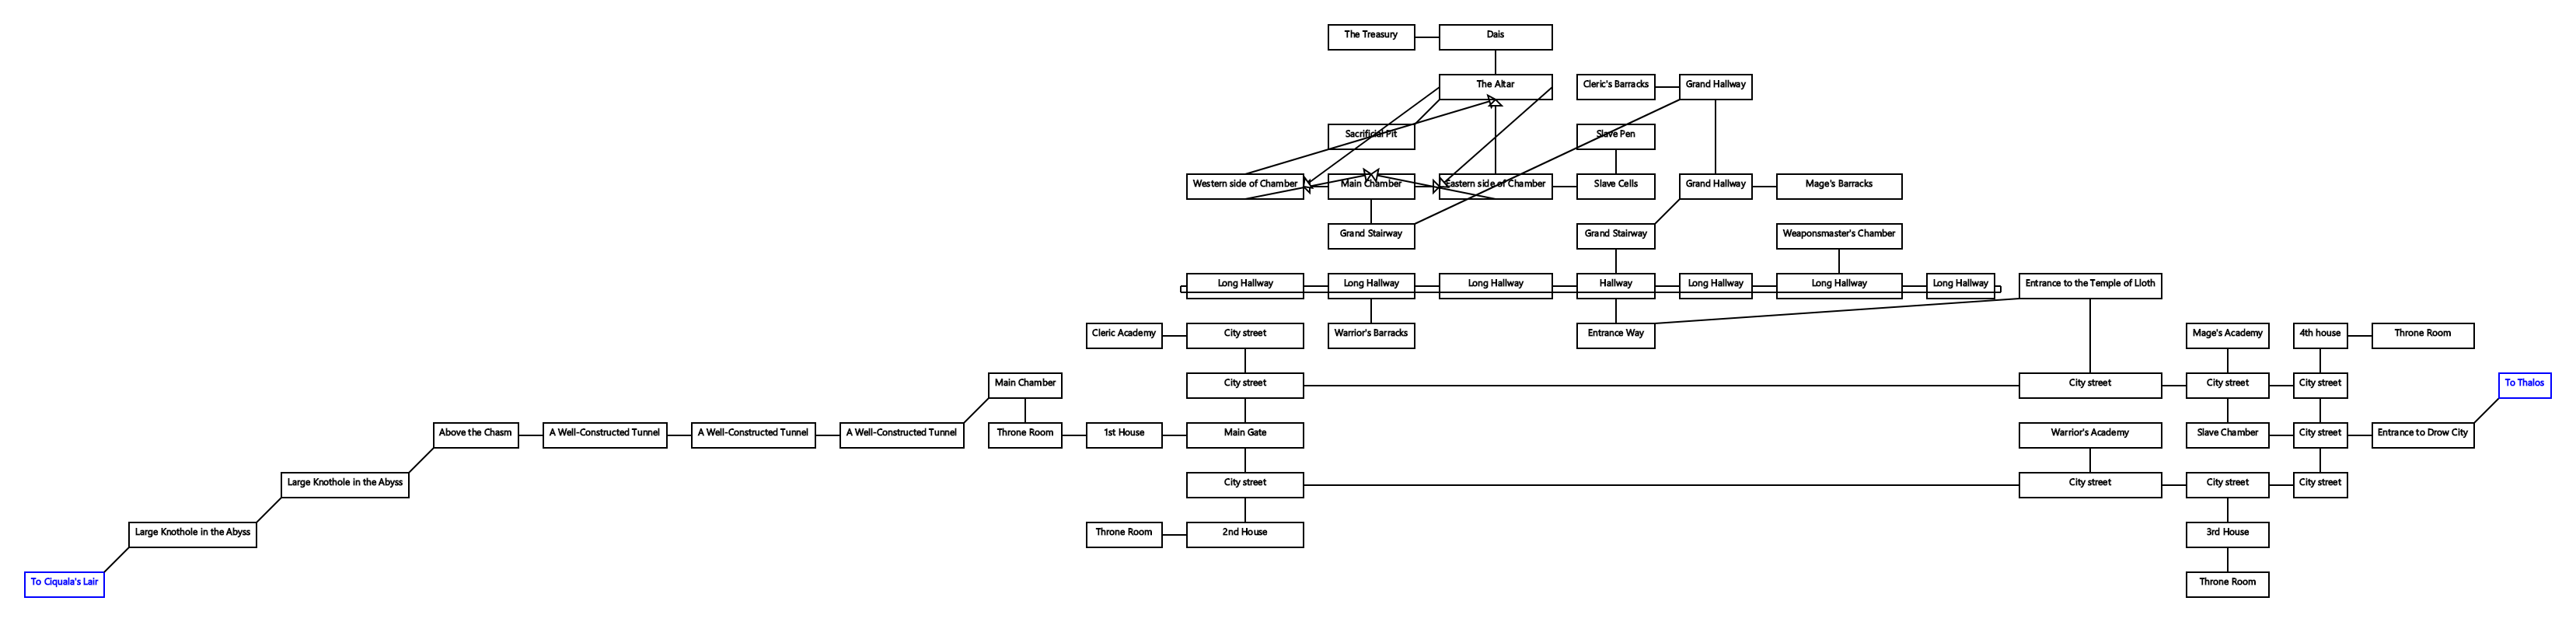 The Treasury
Dais
The Altar
Cleric's Barracks
Grand Hallway
Sacrificial Pit
Slave Pen
Western side of Chamber
Main Chamber
Eastern side of Chamber
Slave Cells
Grand Hallway
Mage's Barracks
Grand Stairway
Grand Stairway
Weaponsmaster's Chamber
Long Hallway
Long Hallway
Long Hallway
Hallway
Long Hallway
Long Hallway
Long Hallway
Entrance to the Temple of Lloth
Cleric Academy
City street
Warrior's Barracks
Entrance Way
Mage's Academy
4th house
Throne Room
Main Chamber
City street
City street
City street
City street
To Thalos
Above the Chasm
A Well-Constructed Tunnel
A Well-Constructed Tunnel
A Well-Constructed Tunnel
Throne Room
1st House
Main Gate
Warrior's Academy
Slave Chamber
City street
Entrance to Drow City
Large Knothole in the Abyss
City street
City street
City street
City street
Large Knothole in the Abyss
Throne Room
2nd House
3rd House
To Ciquala's Lair
Throne Room